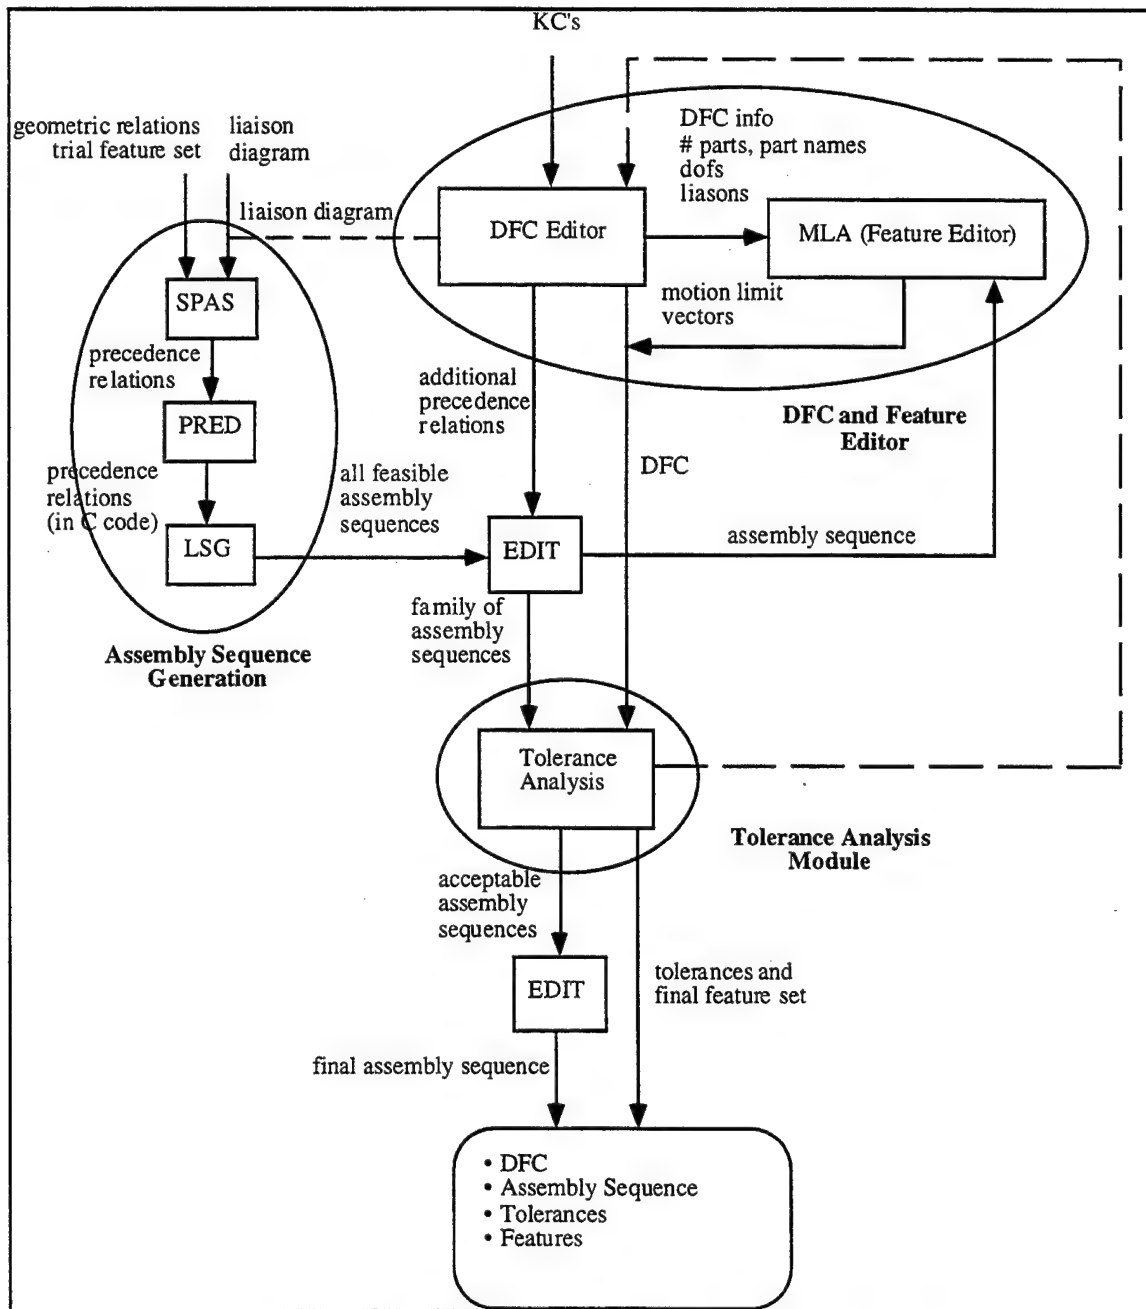 KC's
geometric relations
trial feature set
liaison
diagram
DFC info
# parts, part names
dofs
liasons
liaison diagram
DFC Editor
MLA (Feature Editor)
SPAS
motion limit
vectors
precedence
relations
additional
precedence
relations
DFC and Feature
Editor
PRED
DFC
precedence
relations
(in C code)
all feasible
assembly
sequences
LSG
EDIT
assembly sequence
family of
assembly
sequences
Assembly Sequence
Generation
Tolerance
Analysis
Tolerance Analysis
Module
acceptable
assembly
sequences
EDIT
tolerances and
final feature set
final assembly sequence
• DFC
• Assembly Sequence
• Tolerances
• Features